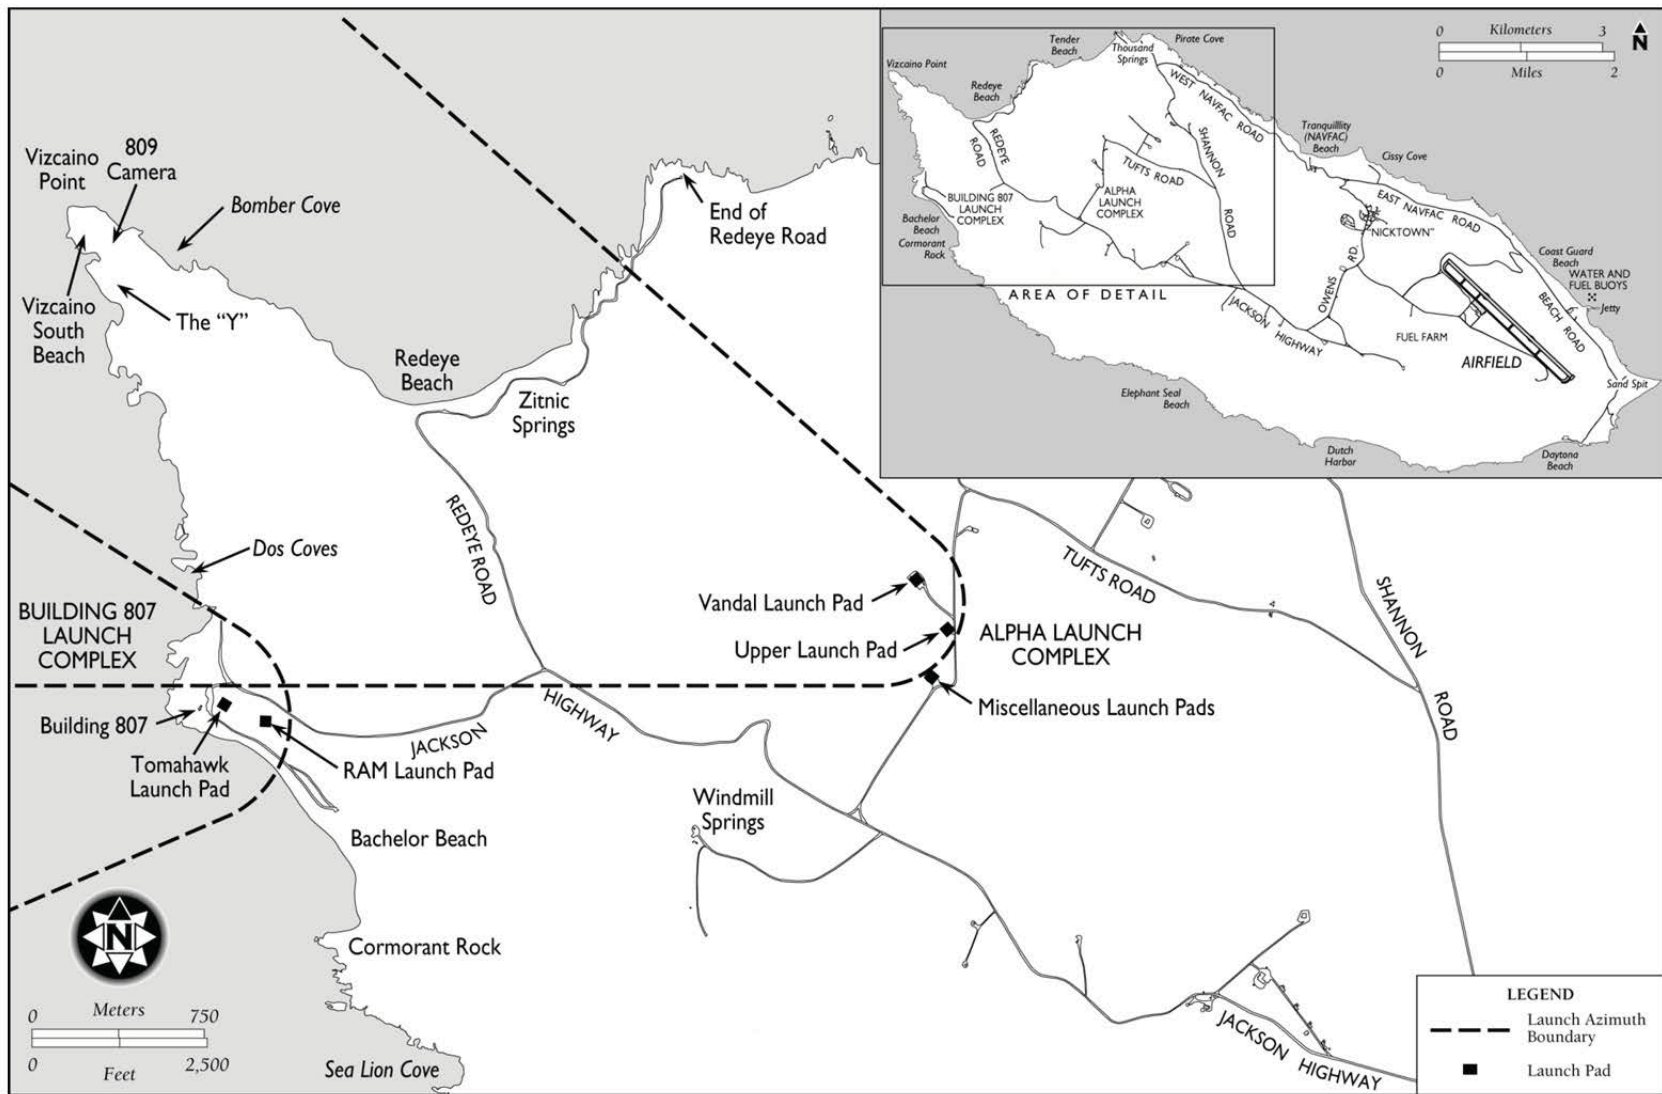 Vizcaino
Point
809
Camera
Bomber Cove
Vizcaino
South
Beach
The “Y”
Redeye
Beach
Zitnic
Springs
End of
Redeye Road
REDEYE ROAD
Dos Coves
BUILDING 807
LAUNCH
COMPLEX
Building 807
Tomahawk
Launch Pad
RAM Launch Pad
JACKSON
HIGHWAY
Bachelor Beach
Cormorant Rock
Sea Lion Cove
Windmill
Springs
Vandal Launch Pad
Upper Launch Pad
ALPHA LAUNCH
COMPLEX
Miscellaneous Launch Pads
TUFTS ROAD
SHANNON
ROAD
JACKSON HIGHWAY
N
0 Meters 750
0 Feet 2,500
0 Kilometers 3
0 Miles 2
N
Vizcaino Point
Tender
Beach
Thousand
Springs
Pirate Cove
Redeye
Beach
REDEYE
ROAD
WEST NAVFAC ROAD
SHANNON
ROAD
TUFTS ROAD
BUILDING 807
LAUNCH
COMPLEX
ALPHA
LAUNCH
COMPLEX
Bachelor
Beach
Cormorant
Rock
AREA OF DETAIL
Tranquillity
(NAVFAC)
Beach
Cissy Cove
EAST NAVFAC ROAD
"NICKTOWN"
OWENS RD.
JACKSON HIGHWAY
FUEL FARM
AIRFIELD
Coast Guard
Beach
WATER AND
FUEL BUOYS
Jetty
BEACH ROAD
Sand Spit
Elephant Seal
Beach
Dutch
Harbor
Daytona
Beach
LEGEND
Launch Azimuth
Boundary
Launch Pad